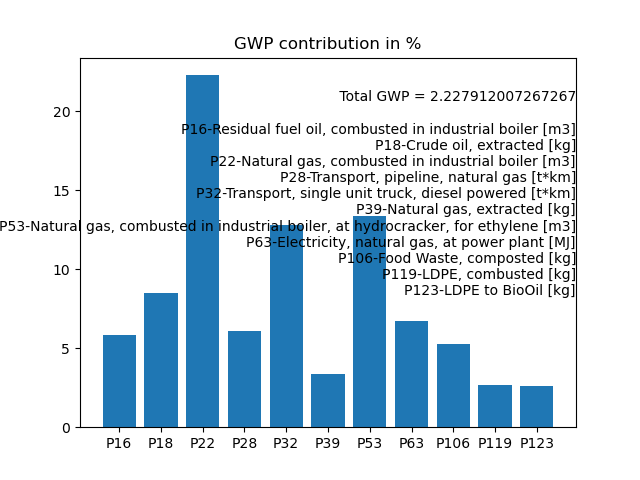 GWP contribution in %
Total GWP = 2.227912007267267
P16-Residual fuel oil, combusted in industrial boiler [m3]
P18-Crude oil, extracted [kg]
P22-Natural gas, combusted in industrial boiler [m3]
P28-Transport, pipeline, natural gas [t*km]
P32-Transport, single unit truck, diesel powered [t*km]
P39-Natural gas, extracted [kg]
P53-Natural gas, combusted in industrial boiler, at hydrocracker, for ethylene [m3]
P63-Electricity, natural gas, at power plant [MJ]
P106-Food Waste, composted [kg]
P119-LDPE, combusted [kg]
P123-LDPE to BioOil [kg]
20
15
10
5
0
P16 P18 P22 P28 P32 P39 P53 P63 P106 P119 P123